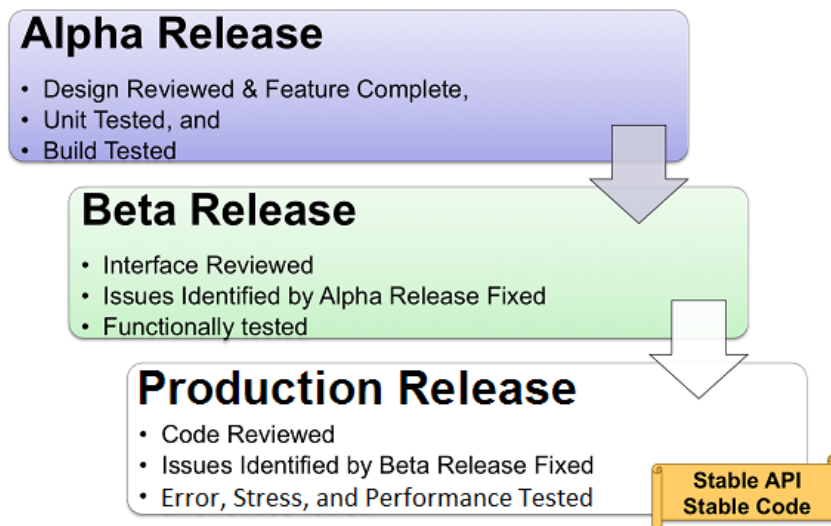 Alpha Release
• Design Reviewed & Feature Complete,
• Unit Tested, and
• Build Tested
Beta Release
• Interface Reviewed
• Issues Identified by Alpha Release Fixed
• Functionally tested
Production Release
• Code Reviewed
• Issues Identified by Beta Release Fixed
• Error, Stress, and Performance Tested
Stable API
Stable Code